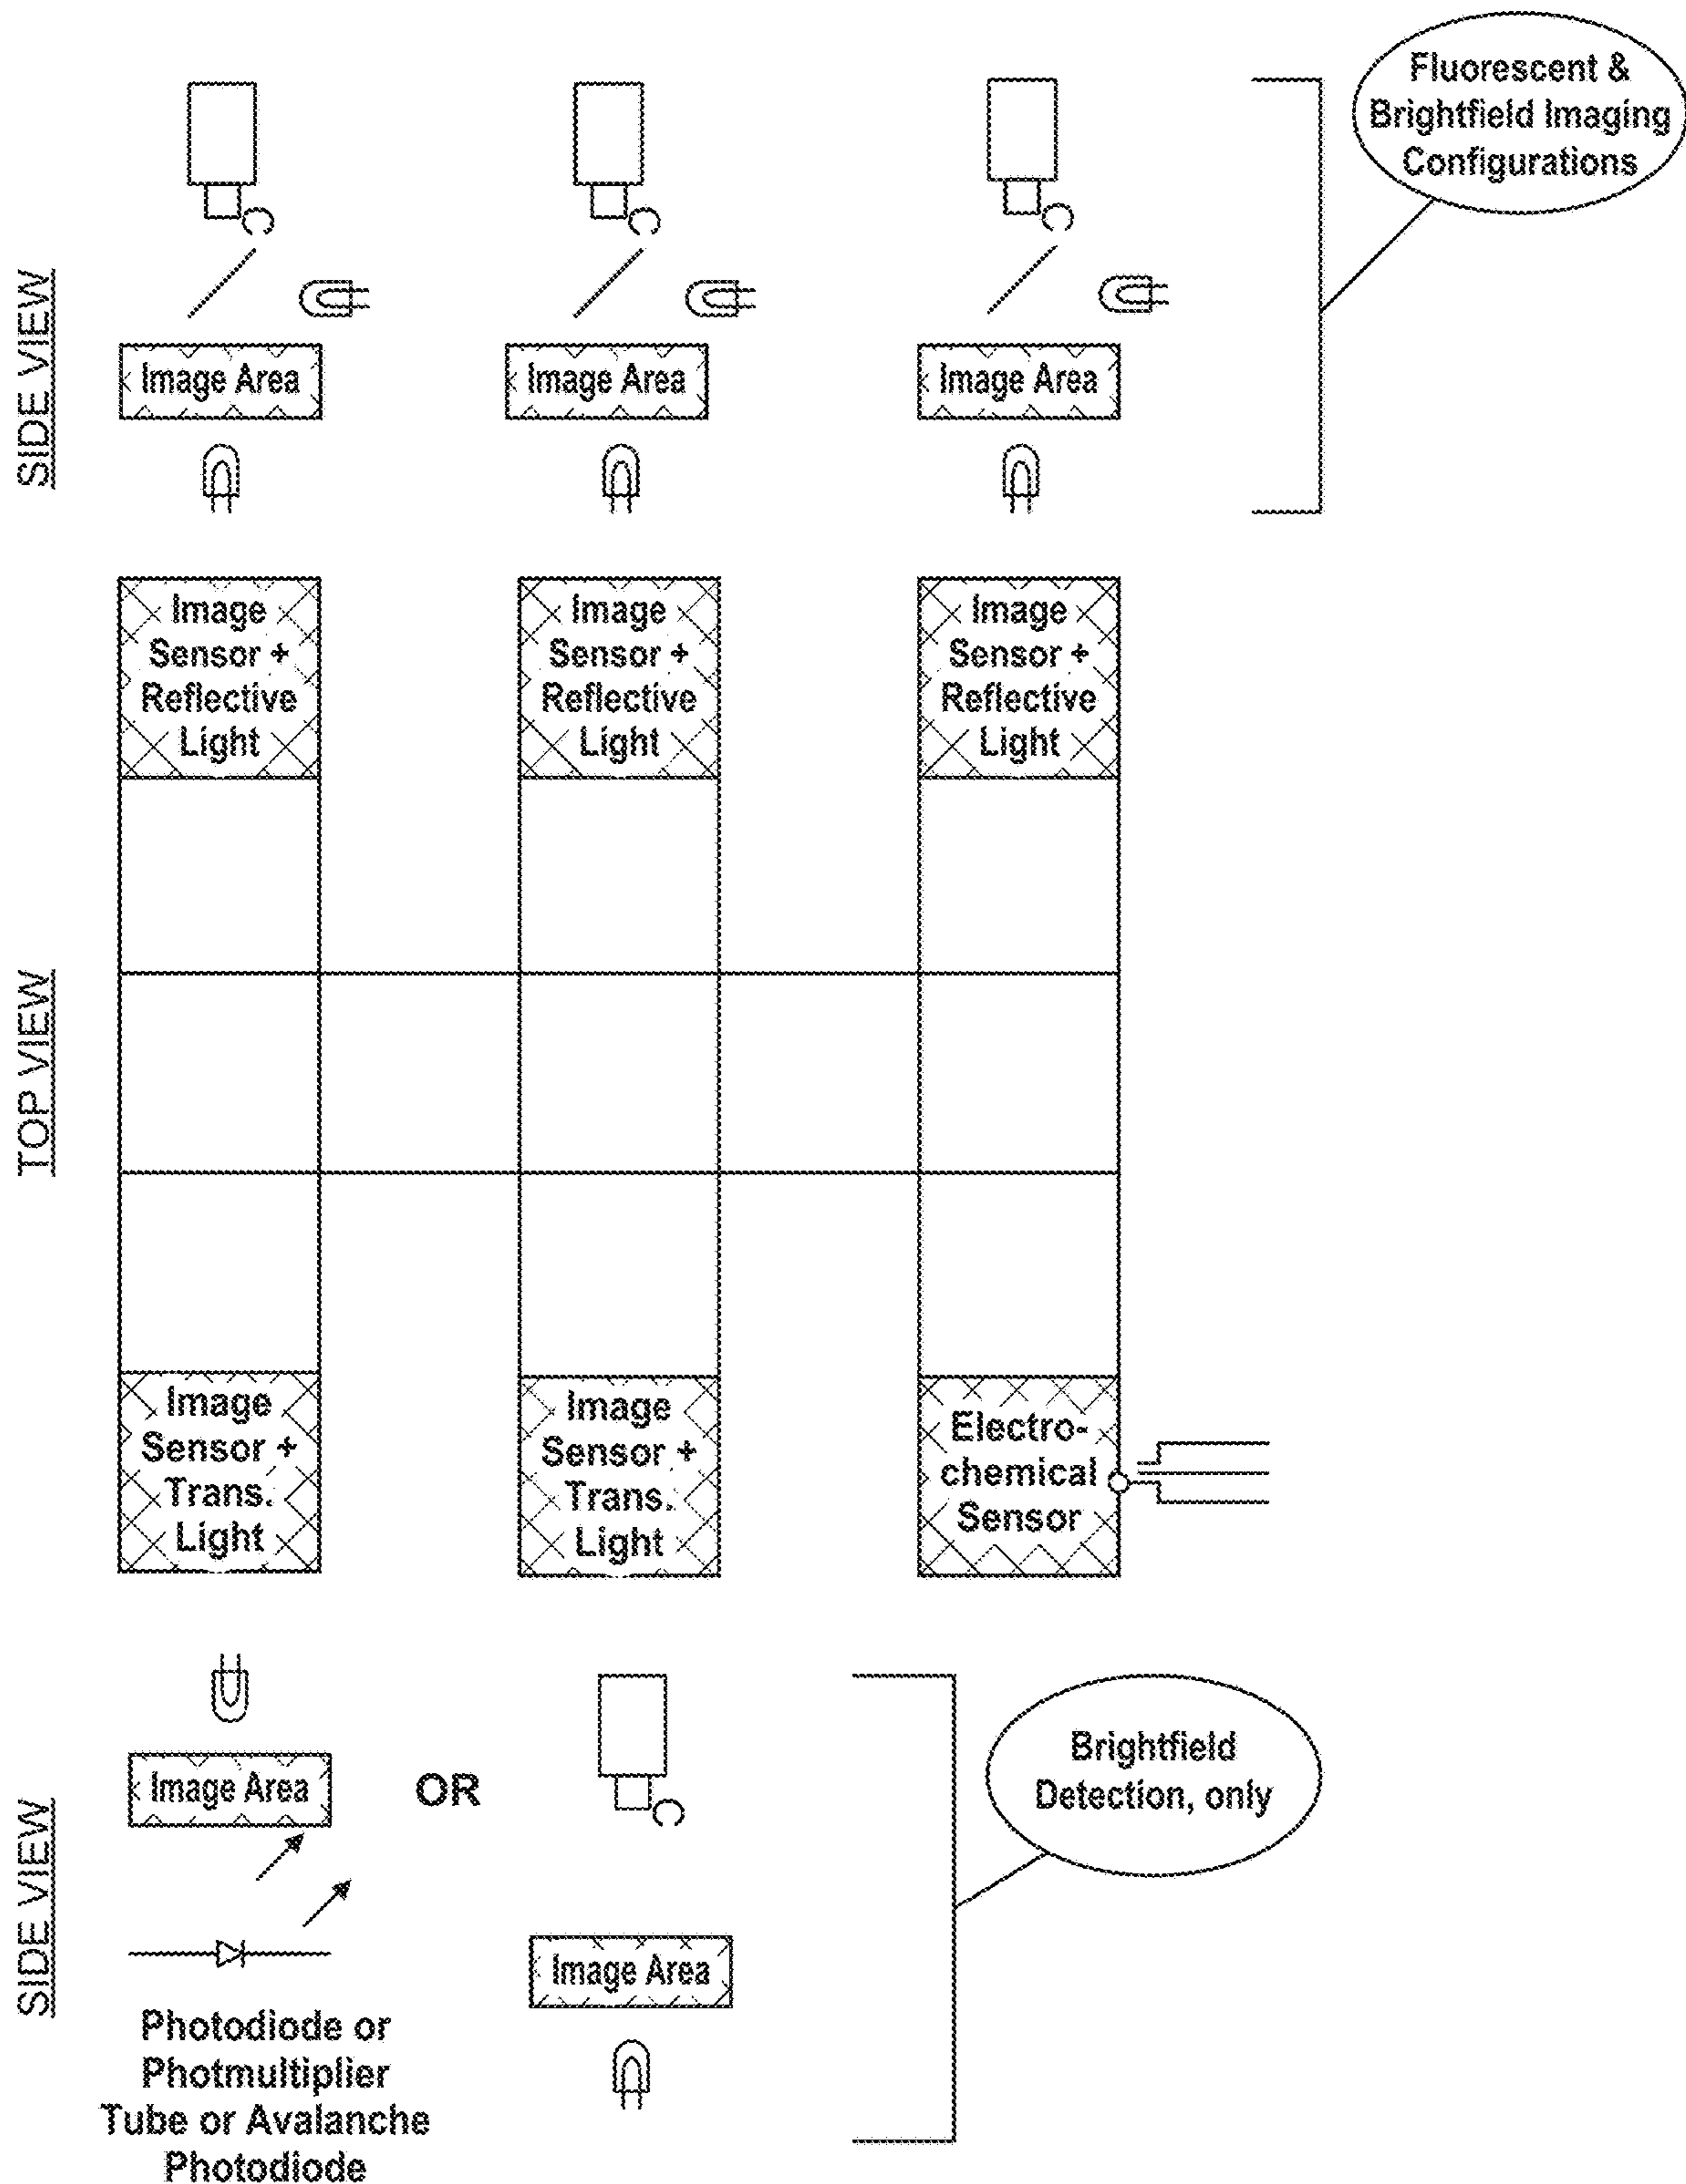 Fluorescent &
Brightfield Imaging
Configurations
SIDE VIEW
Image Area
Image Area
Image Area
TOP VIEW
Image
Sensor +
Reflective
Light
Image
Sensor +
Reflective
Light
Image
Sensor +
Reflective
Light
Image
Sensor +
Trans.
Light
Image
Sensor +
Trans.
Light
Electro-
chemical
Sensor
SIDE VIEW
Image Area
OR
Image Area
Photodiode or
Photmultiplier
Tube or Avalanche
Photodiode
Brightfield
Detection, only